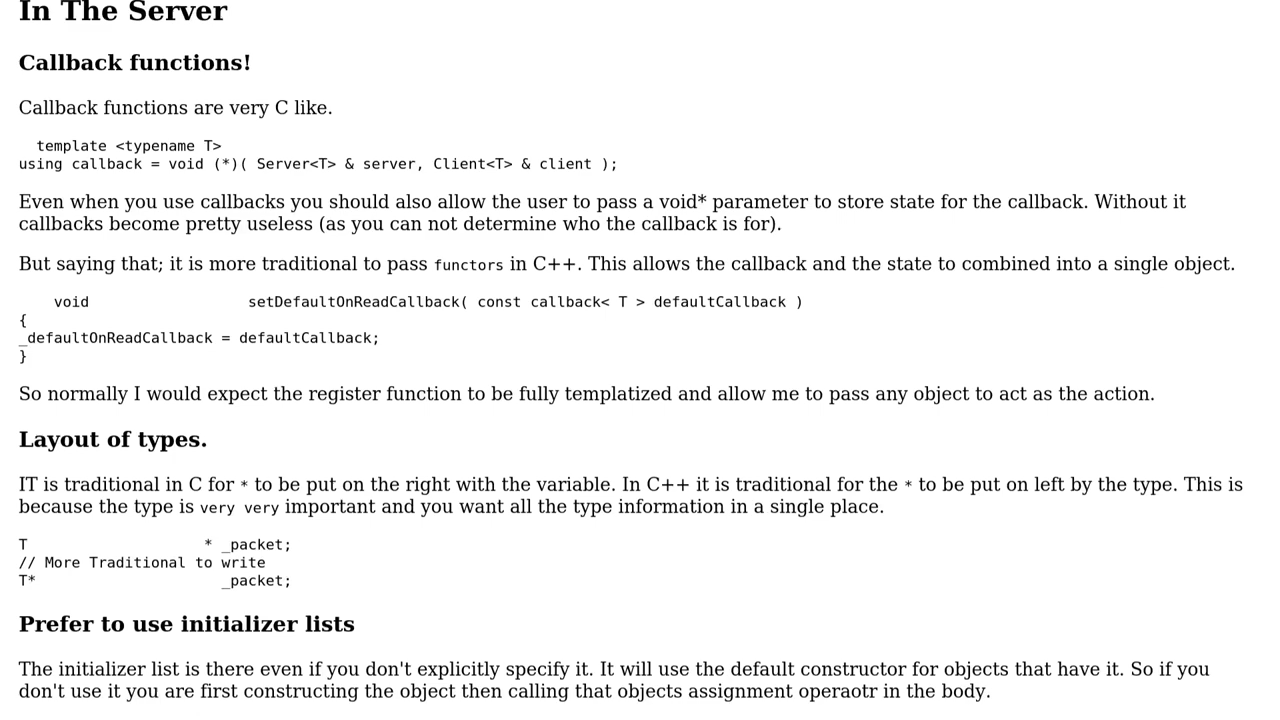 In The Server
Callback functions!
Callback functions are very C like.
template <typename T>
using callback = void (*)( Server<T> & server, Client<T> & client );
Even when you use callbacks you should also allow the user to pass a void* parameter to store state for the callback. Without it
callbacks become pretty useless (as you can not determine who the callback is for).
But saying that; it is more traditional to pass functors in C++. This allows the callback and the state to combined into a single object.
void                  setDefaultOnReadCallback( const callback< T > defaultCallback )
{
_defaultOnReadCallback = defaultCallback;
}
So normally I would expect the register function to be fully templatized and allow me to pass any object to act as the action.
Layout of types.
IT is traditional in C for * to be put on the right with the variable. In C++ it is traditional for the * to be put on left by the type. This is
because the type is very very important and you want all the type information in a single place.
T                    * _packet;
// More Traditional to write
T*                     _packet;
Prefer to use initializer lists
The initializer list is there even if you don't explicitly specify it. It will use the default constructor for objects that have it. So if you
don't use it you are first constructing the object then calling that objects assignment operaotr in the body.